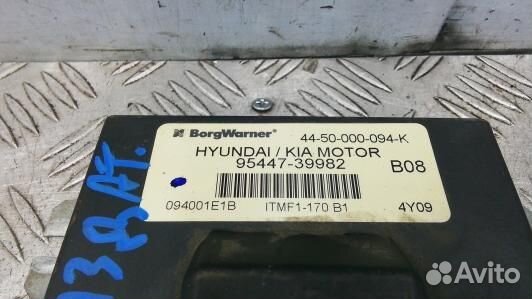 BorgWarner 44-50-000-094-K
HYUNDAI / KIA MOTOR
95447-39982 B08
094001E1B ITMF1-170 B1 4Y09
Avito